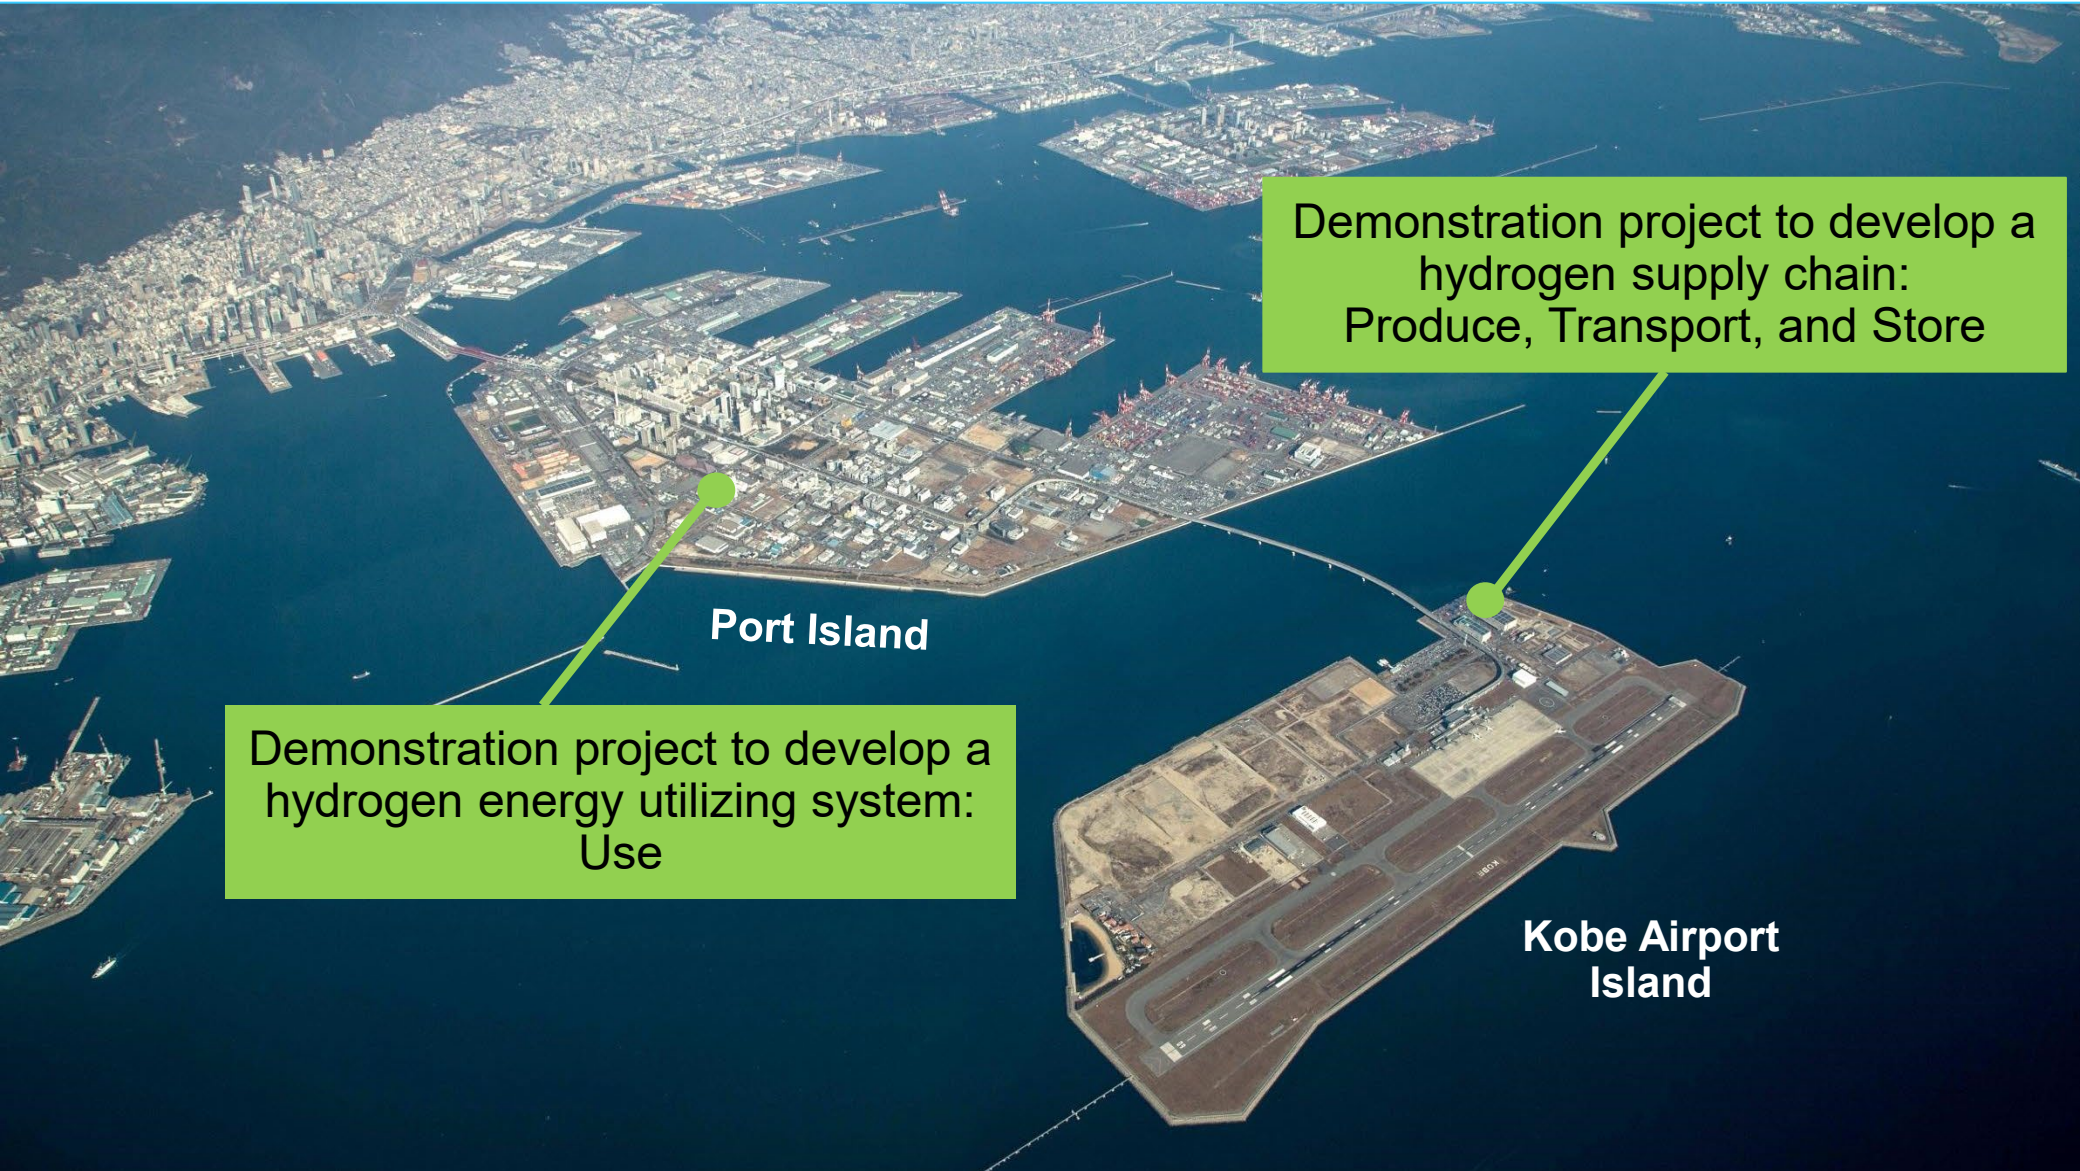 Demonstration project to develop a
hydrogen supply chain:
Produce, Transport, and Store
Port Island
Demonstration project to develop a
hydrogen energy utilizing system:
Use
KOBE
Kobe Airport
Island